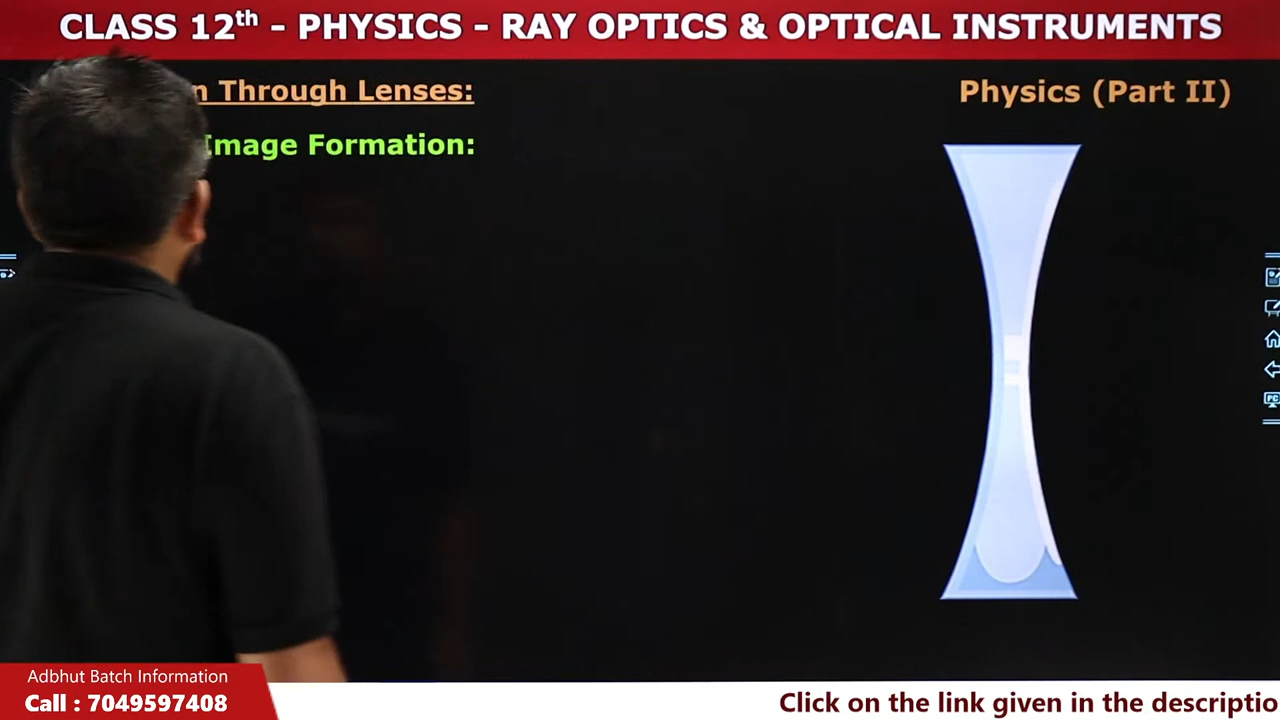 CLASS 12th - PHYSICS - RAY OPTICS & OPTICAL INSTRUMENTS
n Through Lenses:
Physics (Part II)
Image Formation:
PC
Adbhut Batch Information
Call : 7049597408
Click on the link given in the descriptio